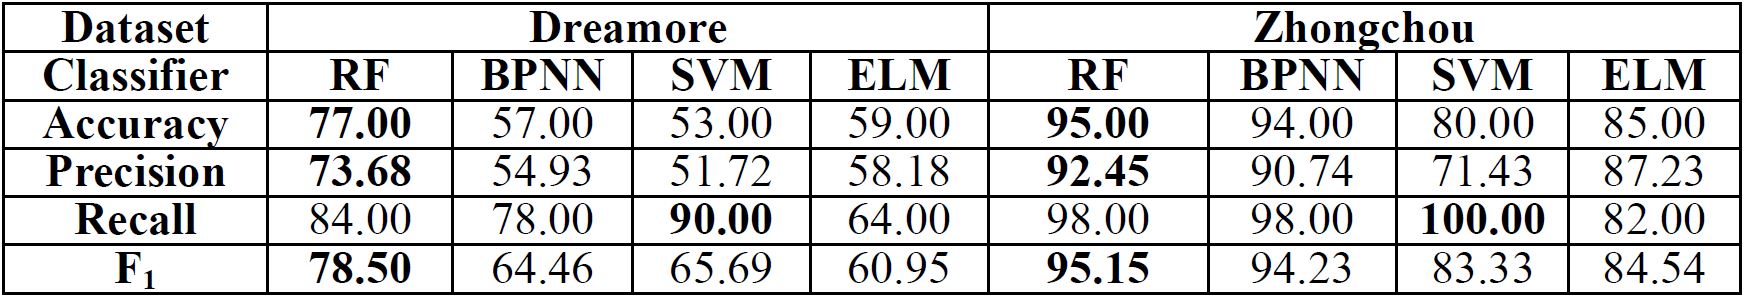 Dataset Dreamore Zhongchou
Classifier RF BPNN SVM ELM RF BPNN SVM ELM
Accuracy 77.00 57.00 53.00 59.00 95.00 94.00 80.00 85.00
Precision 73.68 54.93 51.72 58.18 92.45 90.74 71.43 87.23
Recall 84.00 78.00 90.00 64.00 98.00 98.00 100.00 82.00
F₁ 78.50 64.46 65.69 60.95 95.15 94.23 83.33 84.54